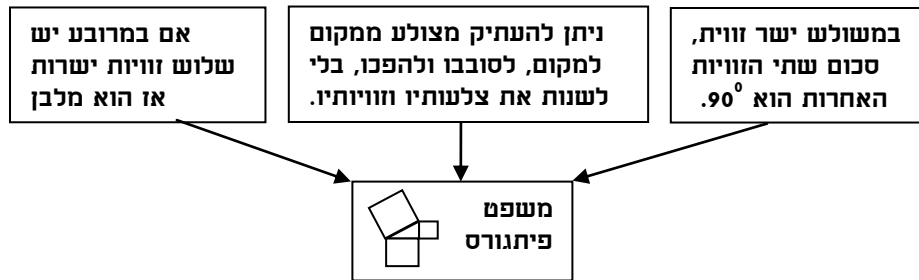 במשולש ישר זווית,
סכום שתי הזוויות
האחרות הוא 90⁰.
ניתן להעתיק מצולע ממקום
למקום, לסובבו ולהפכו, בלי
לשנות את צלעותיו וזוויותיו.
אם במרובע יש
שלוש זוויות ישרות
אז הוא מלבן
משפט
פיתגורס